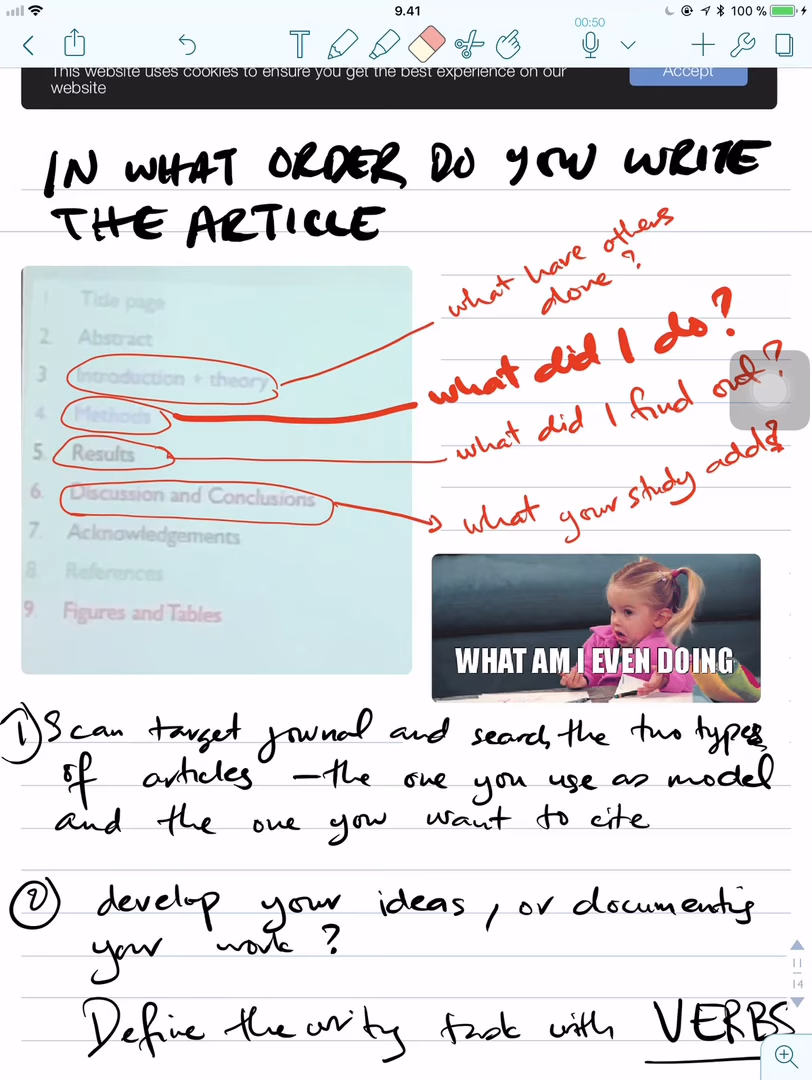 9.41
100 %
00:50
This website uses cookies to ensure you get the best experience on our
website
Accept
IN WHAT ORDER DO YOU WRITE
THE ARTICLE
1 Title page
2. Abstract
3 Introduction + theory
4. Methods
5. Results
6. Discussion and Conclusions
7. Acknowledgements
8. References
9. Figures and Tables
what have others
done?
what did I do?
what did I find out?
what your study adds?
WHAT AM I EVEN DOING
1) Scan target journal and search the two types
of articles – the one you use as model
and the one you want to cite
2 develop your ideas, or documenting
your work?
Define the writing task with VERBS
11
14